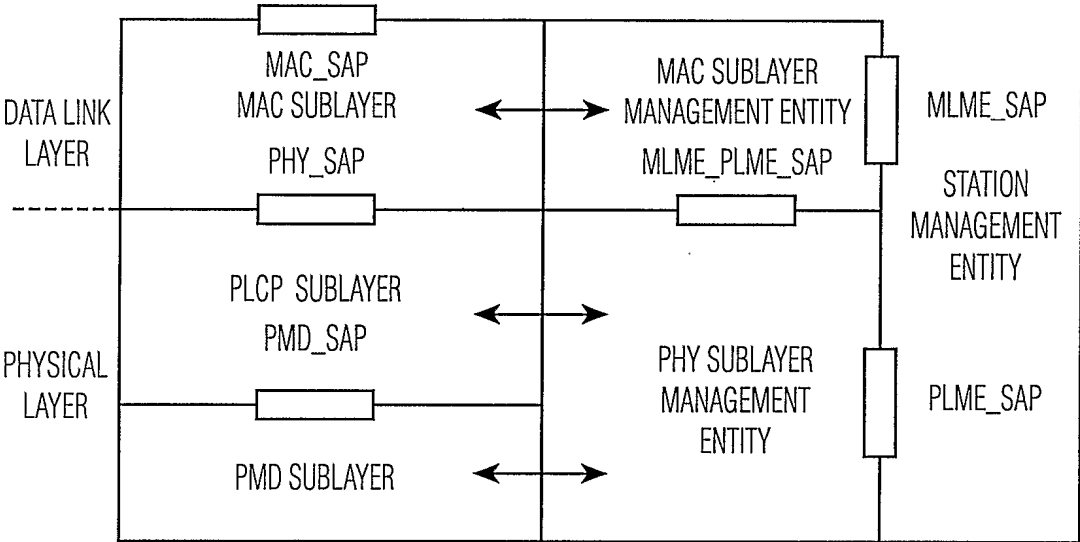 MAC_SAP
MAC SUBLAYER
DATA LINK
LAYER
PHY_SAP
MAC SUBLAYER
MANAGEMENT ENTITY
MLME_PLME_SAP
MLME_SAP
STATION
MANAGEMENT
ENTITY
PLCP SUBLAYER
PMD_SAP
PHYSICAL
LAYER
PHY SUBLAYER
MANAGEMENT
ENTITY
PLME_SAP
PMD SUBLAYER